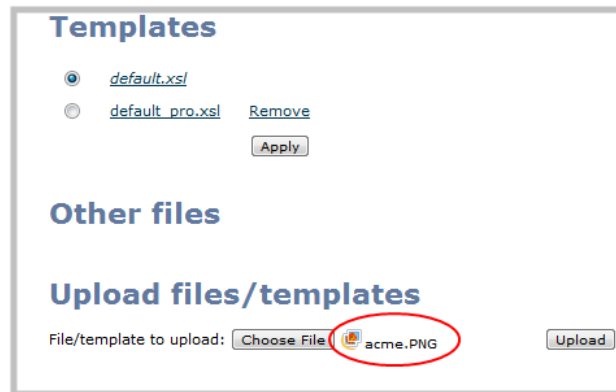 Templates
default.xsl
default_pro.xsl Remove
Apply
Other files
Upload files/templates
File/template to upload: Choose File acme.PNG Upload